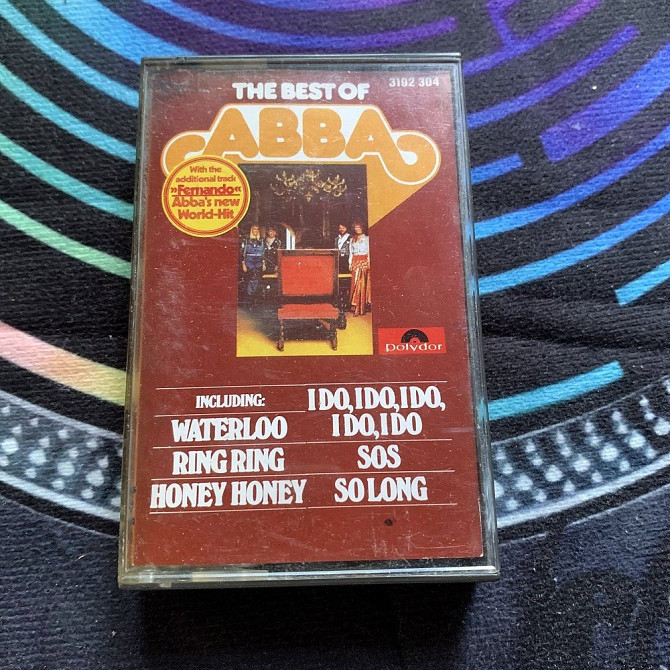 THE BEST OF
3192 304
ABBA
With the
additional track
»Fernando«
Abba's new
World-Hit
polydor
INCLUDING:
WATERLOO
RING RING
HONEY HONEY
I DO, I DO, I DO,
I DO, I DO
SOS
SO LONG